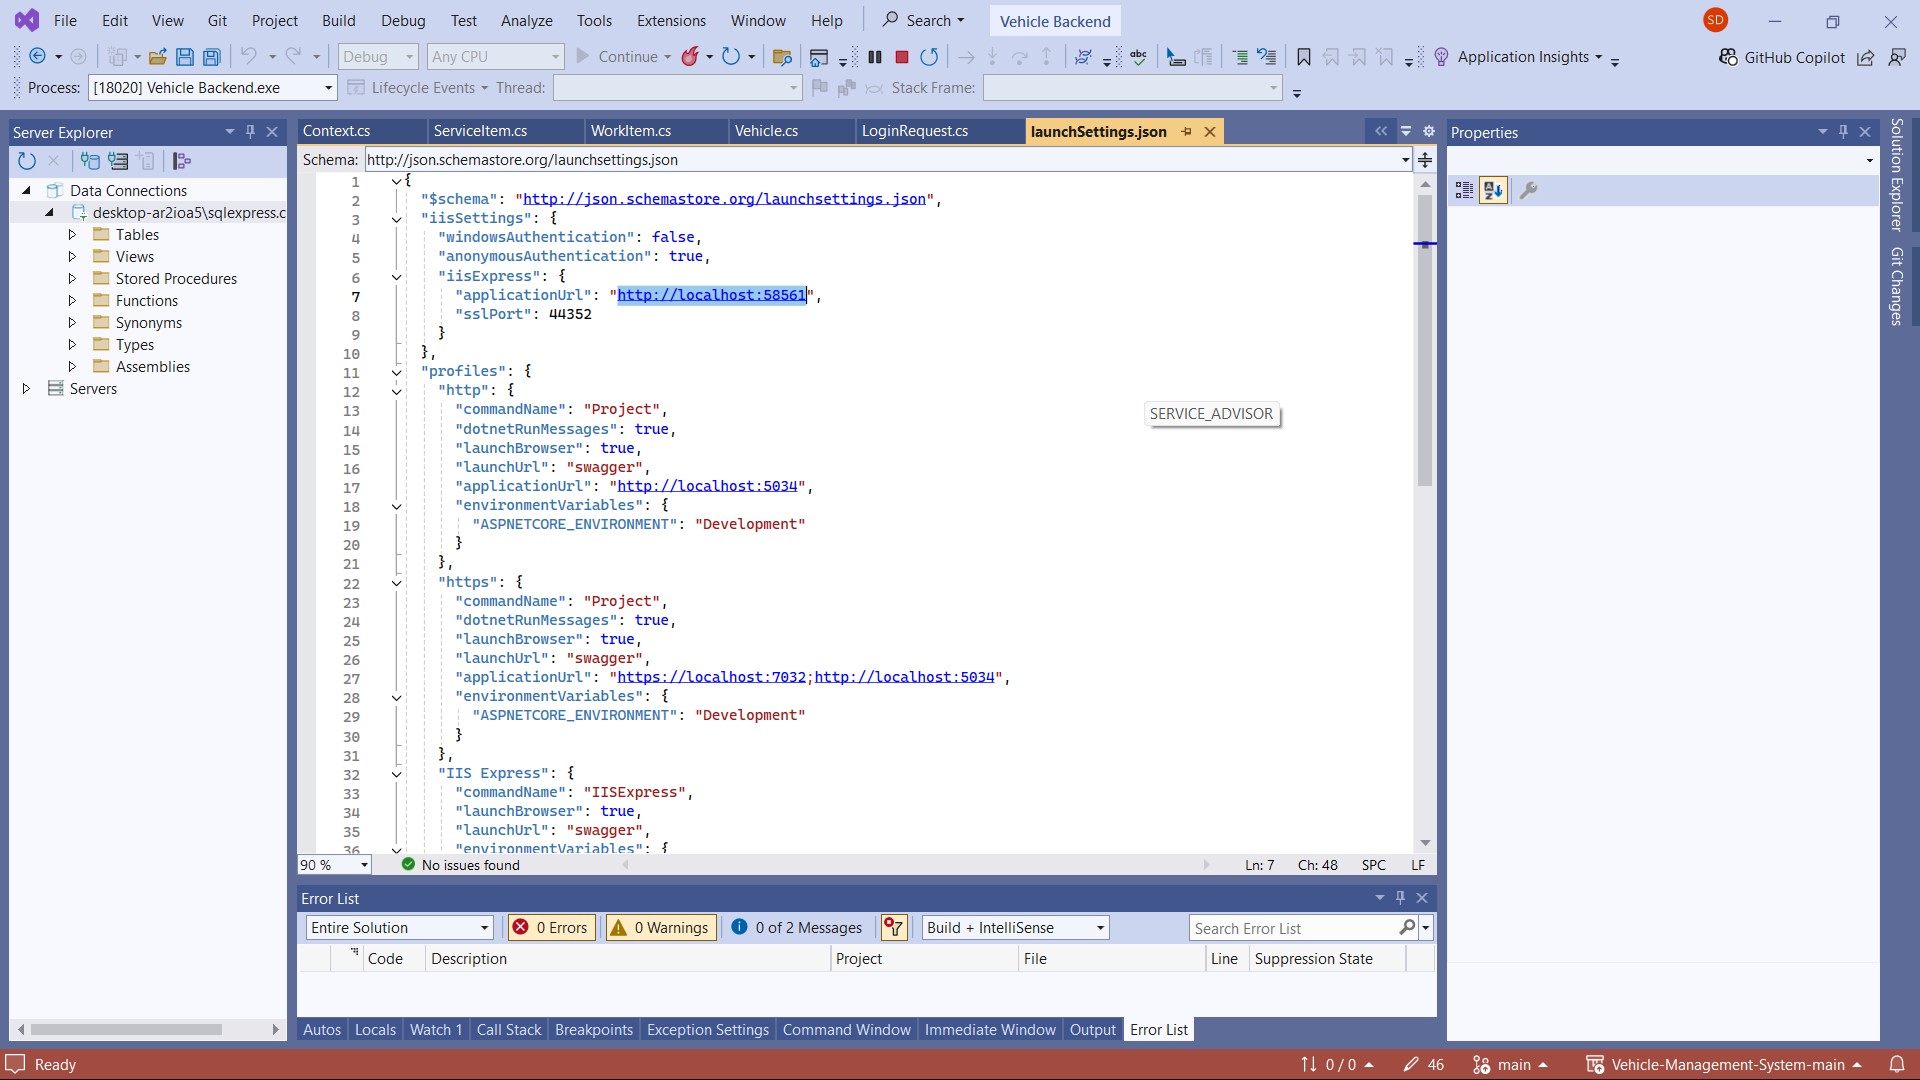 File Edit View Git Project Build Debug Test Analyze Tools Extensions Window Help Search Vehicle Backend SD
Debug Any CPU Continue Application Insights GitHub Copilot
Process: [18020] Vehicle Backend.exe Lifecycle Events Thread: Stack Frame:
Server Explorer
Data Connections
desktop-ar2ioa5\sqlexpress.c
Tables
Views
Stored Procedures
Functions
Synonyms
Types
Assemblies
Servers
Context.cs ServiceItem.cs WorkItem.cs Vehicle.cs LoginRequest.cs launchSettings.json
Schema: http://json.schemastore.org/launchsettings.json
1 {
2 "$schema": "http://json.schemastore.org/launchsettings.json",
3 "iisSettings": {
4 "windowsAuthentication": false,
5 "anonymousAuthentication": true,
6 "iisExpress": {
7 "applicationUrl": "http://localhost:58561",
8 "sslPort": 44352
9 }
10 },
11 "profiles": {
12 "http": {
13 "commandName": "Project",
14 "dotnetRunMessages": true,
15 "launchBrowser": true,
16 "launchUrl": "swagger",
17 "applicationUrl": "http://localhost:5034",
18 "environmentVariables": {
19 "ASPNETCORE_ENVIRONMENT": "Development"
20 }
21 },
22 "https": {
23 "commandName": "Project",
24 "dotnetRunMessages": true,
25 "launchBrowser": true,
26 "launchUrl": "swagger",
27 "applicationUrl": "https://localhost:7032;http://localhost:5034",
28 "environmentVariables": {
29 "ASPNETCORE_ENVIRONMENT": "Development"
30 }
31 },
32 "IIS Express": {
33 "commandName": "IISExpress",
34 "launchBrowser": true,
35 "launchUrl": "swagger",
36 "environmentVariables": {
SERVICE_ADVISOR
90 % No issues found Ln: 7 Ch: 48 SPC LF
Properties
Solution Explorer
Git Changes
Error List
Entire Solution 0 Errors 0 Warnings 0 of 2 Messages Build + IntelliSense Search Error List
Code Description Project File Line Suppression State
Autos Locals Watch 1 Call Stack Breakpoints Exception Settings Command Window Immediate Window Output Error List
Ready 0 / 0 46 main Vehicle-Management-System-main